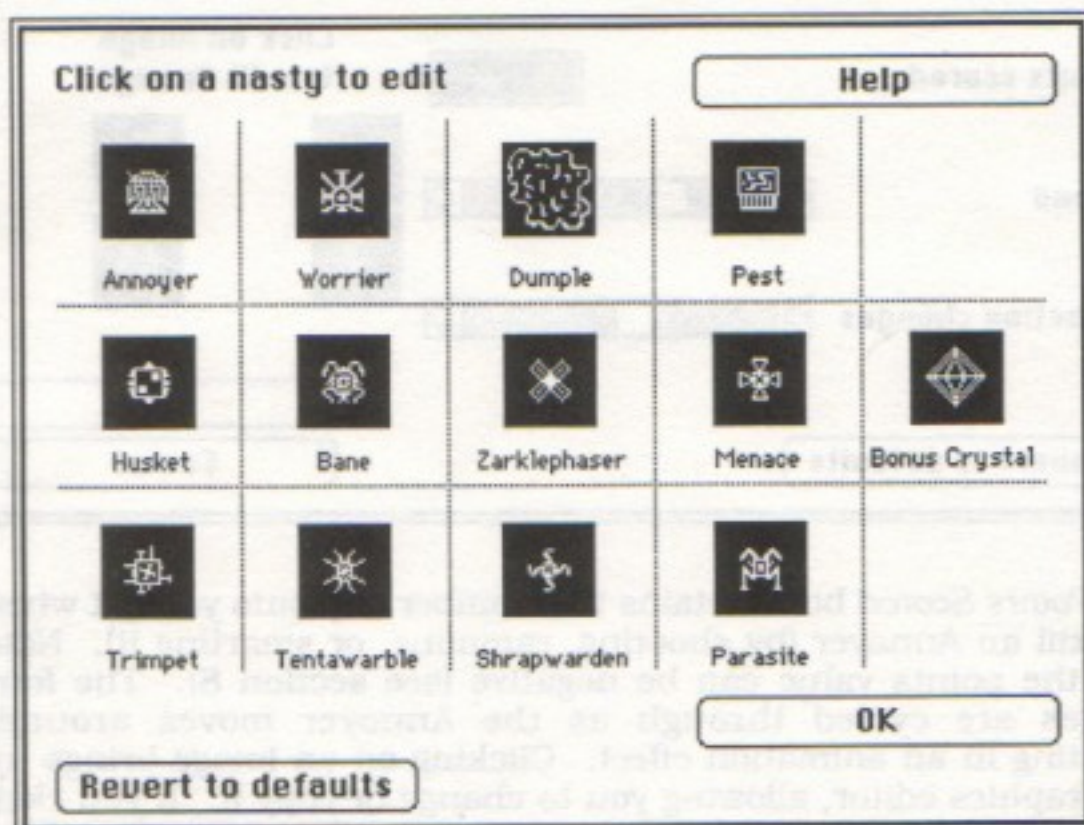 Click on a nasty to edit
Help
Annoyer
Worrier
Dumple
Pest
Husket
Bane
Zarklephaser
Menace
Bonus Crystal
Trimpet
Tentawarble
Shrapwarden
Parasite
OK
Revert to defaults